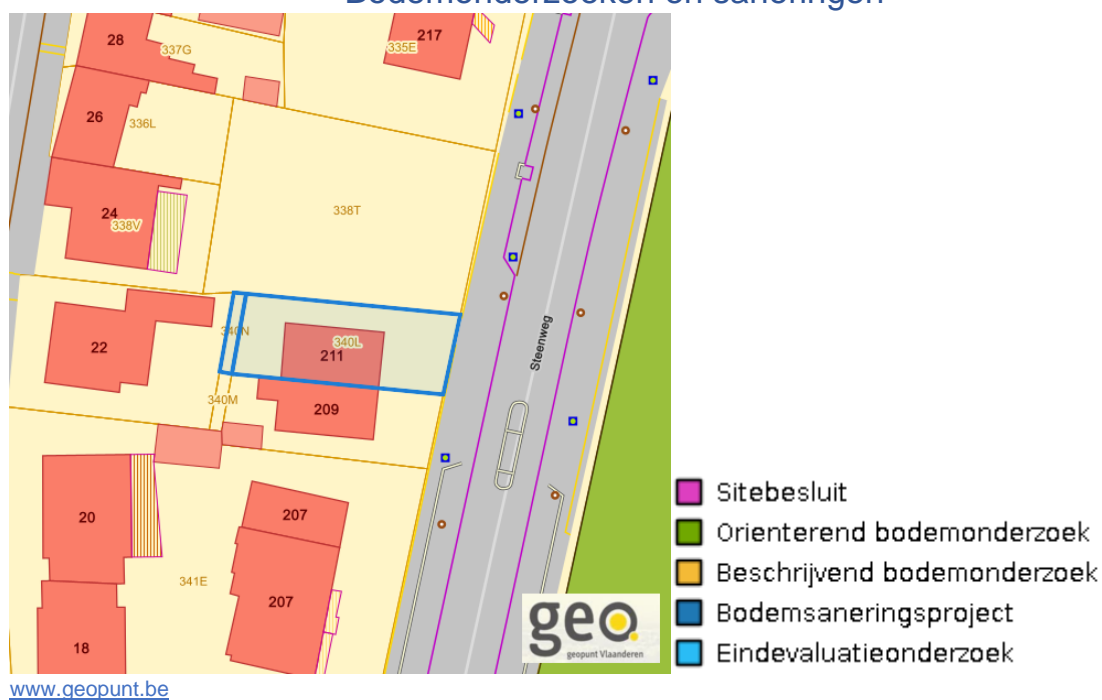 Bodemonderzoeken en saneringen
28
337G
217
335E
26
336L
24
338V
338T
340N
340L
22
211
340M
209
Steenweg
20
207
341E
207
18
geo.
geopunt Vlaanderen
Sitebesluit
Orienterend bodemonderzoek
Beschrijvend bodemonderzoek
Bodemsaneringsproject
Eindevaluatieonderzoek
www.geopunt.be